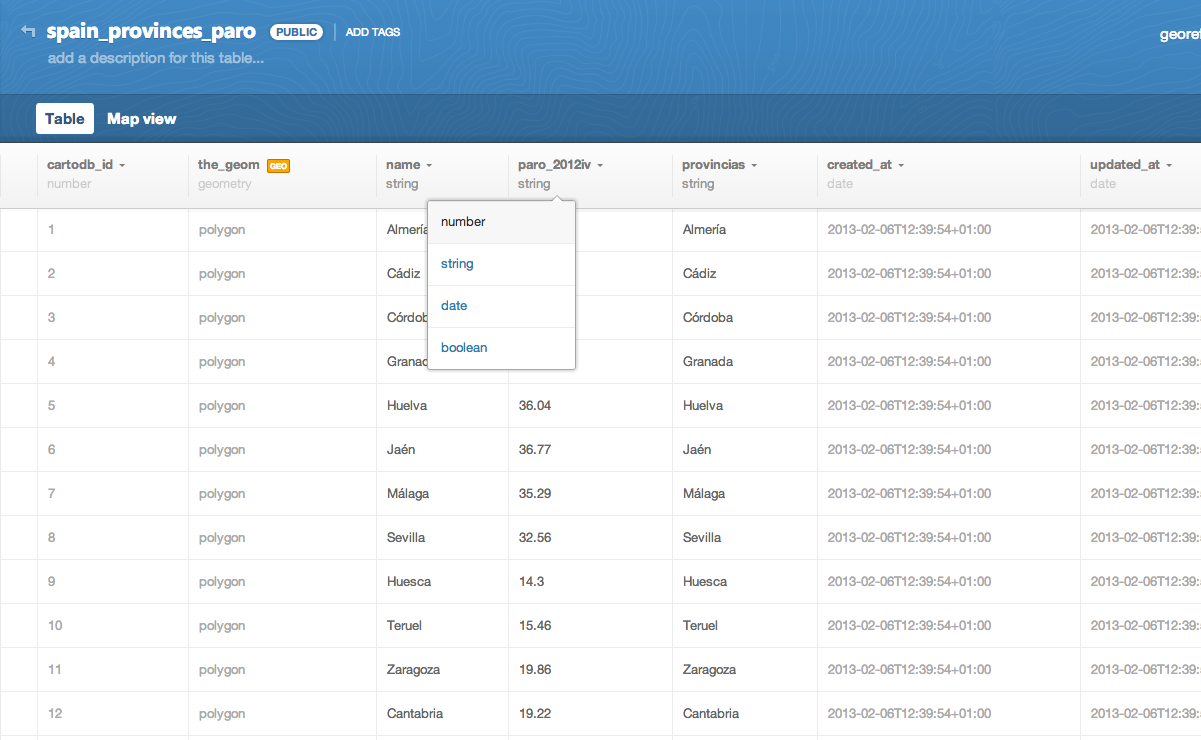 spain_provinces_paro PUBLIC ADD TAGS
add a description for this table...
Table Map view
cartodb_id the_geom GEO name paro_2012iv provincias created_at updated_at
number geometry string string string date date
1 polygon Almería Almería 2013-02-06T12:39:54+01:00 2013-02-06T12:39:
number
2 polygon Cádiz Cádiz 2013-02-06T12:39:54+01:00 2013-02-06T12:39:
string
3 polygon Córdob Córdoba 2013-02-06T12:39:54+01:00 2013-02-06T12:39:
date
4 polygon Granad Granada 2013-02-06T12:39:54+01:00 2013-02-06T12:39:
boolean
5 polygon Huelva 36.04 Huelva 2013-02-06T12:39:54+01:00 2013-02-06T12:39:
6 polygon Jaén 36.77 Jaén 2013-02-06T12:39:54+01:00 2013-02-06T12:39:
7 polygon Málaga 35.29 Málaga 2013-02-06T12:39:54+01:00 2013-02-06T12:39:
8 polygon Sevilla 32.56 Sevilla 2013-02-06T12:39:54+01:00 2013-02-06T12:39:
9 polygon Huesca 14.3 Huesca 2013-02-06T12:39:54+01:00 2013-02-06T12:39:
10 polygon Teruel 15.46 Teruel 2013-02-06T12:39:54+01:00 2013-02-06T12:39:
11 polygon Zaragoza 19.86 Zaragoza 2013-02-06T12:39:54+01:00 2013-02-06T12:39:
12 polygon Cantabria 19.22 Cantabria 2013-02-06T12:39:54+01:00 2013-02-06T12:39: